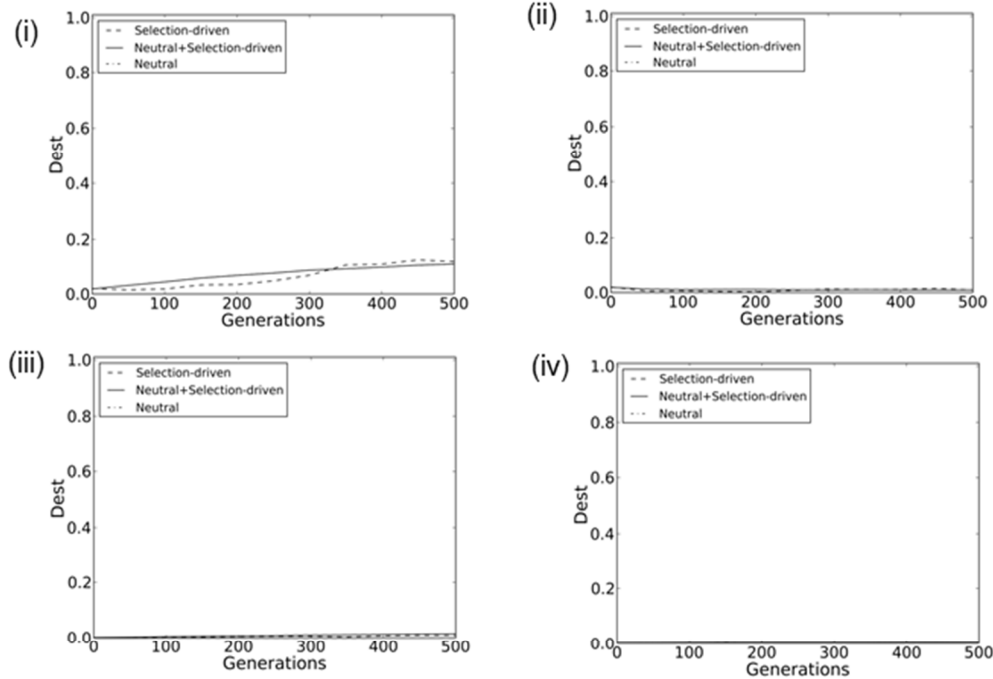 (i)
1.0
0.8
0.6
0.4
0.2
0.0
Dest
Selection-driven
Neutral+Selection-driven
Neutral
0 100 200 300 400 500
Generations
(ii)
1.0
0.8
0.6
0.4
0.2
0.0
Dest
Selection-driven
Neutral+Selection-driven
Neutral
0 100 200 300 400 500
Generations
(iii)
1.0
0.8
0.6
0.4
0.2
0.0
Dest
Selection-driven
Neutral+Selection-driven
Neutral
0 100 200 300 400 500
Generations
(iv)
1.0
0.8
0.6
0.4
0.2
0.0
Dest
Selection-driven
Neutral+Selection-driven
Neutral
0 100 200 300 400 500
Generations